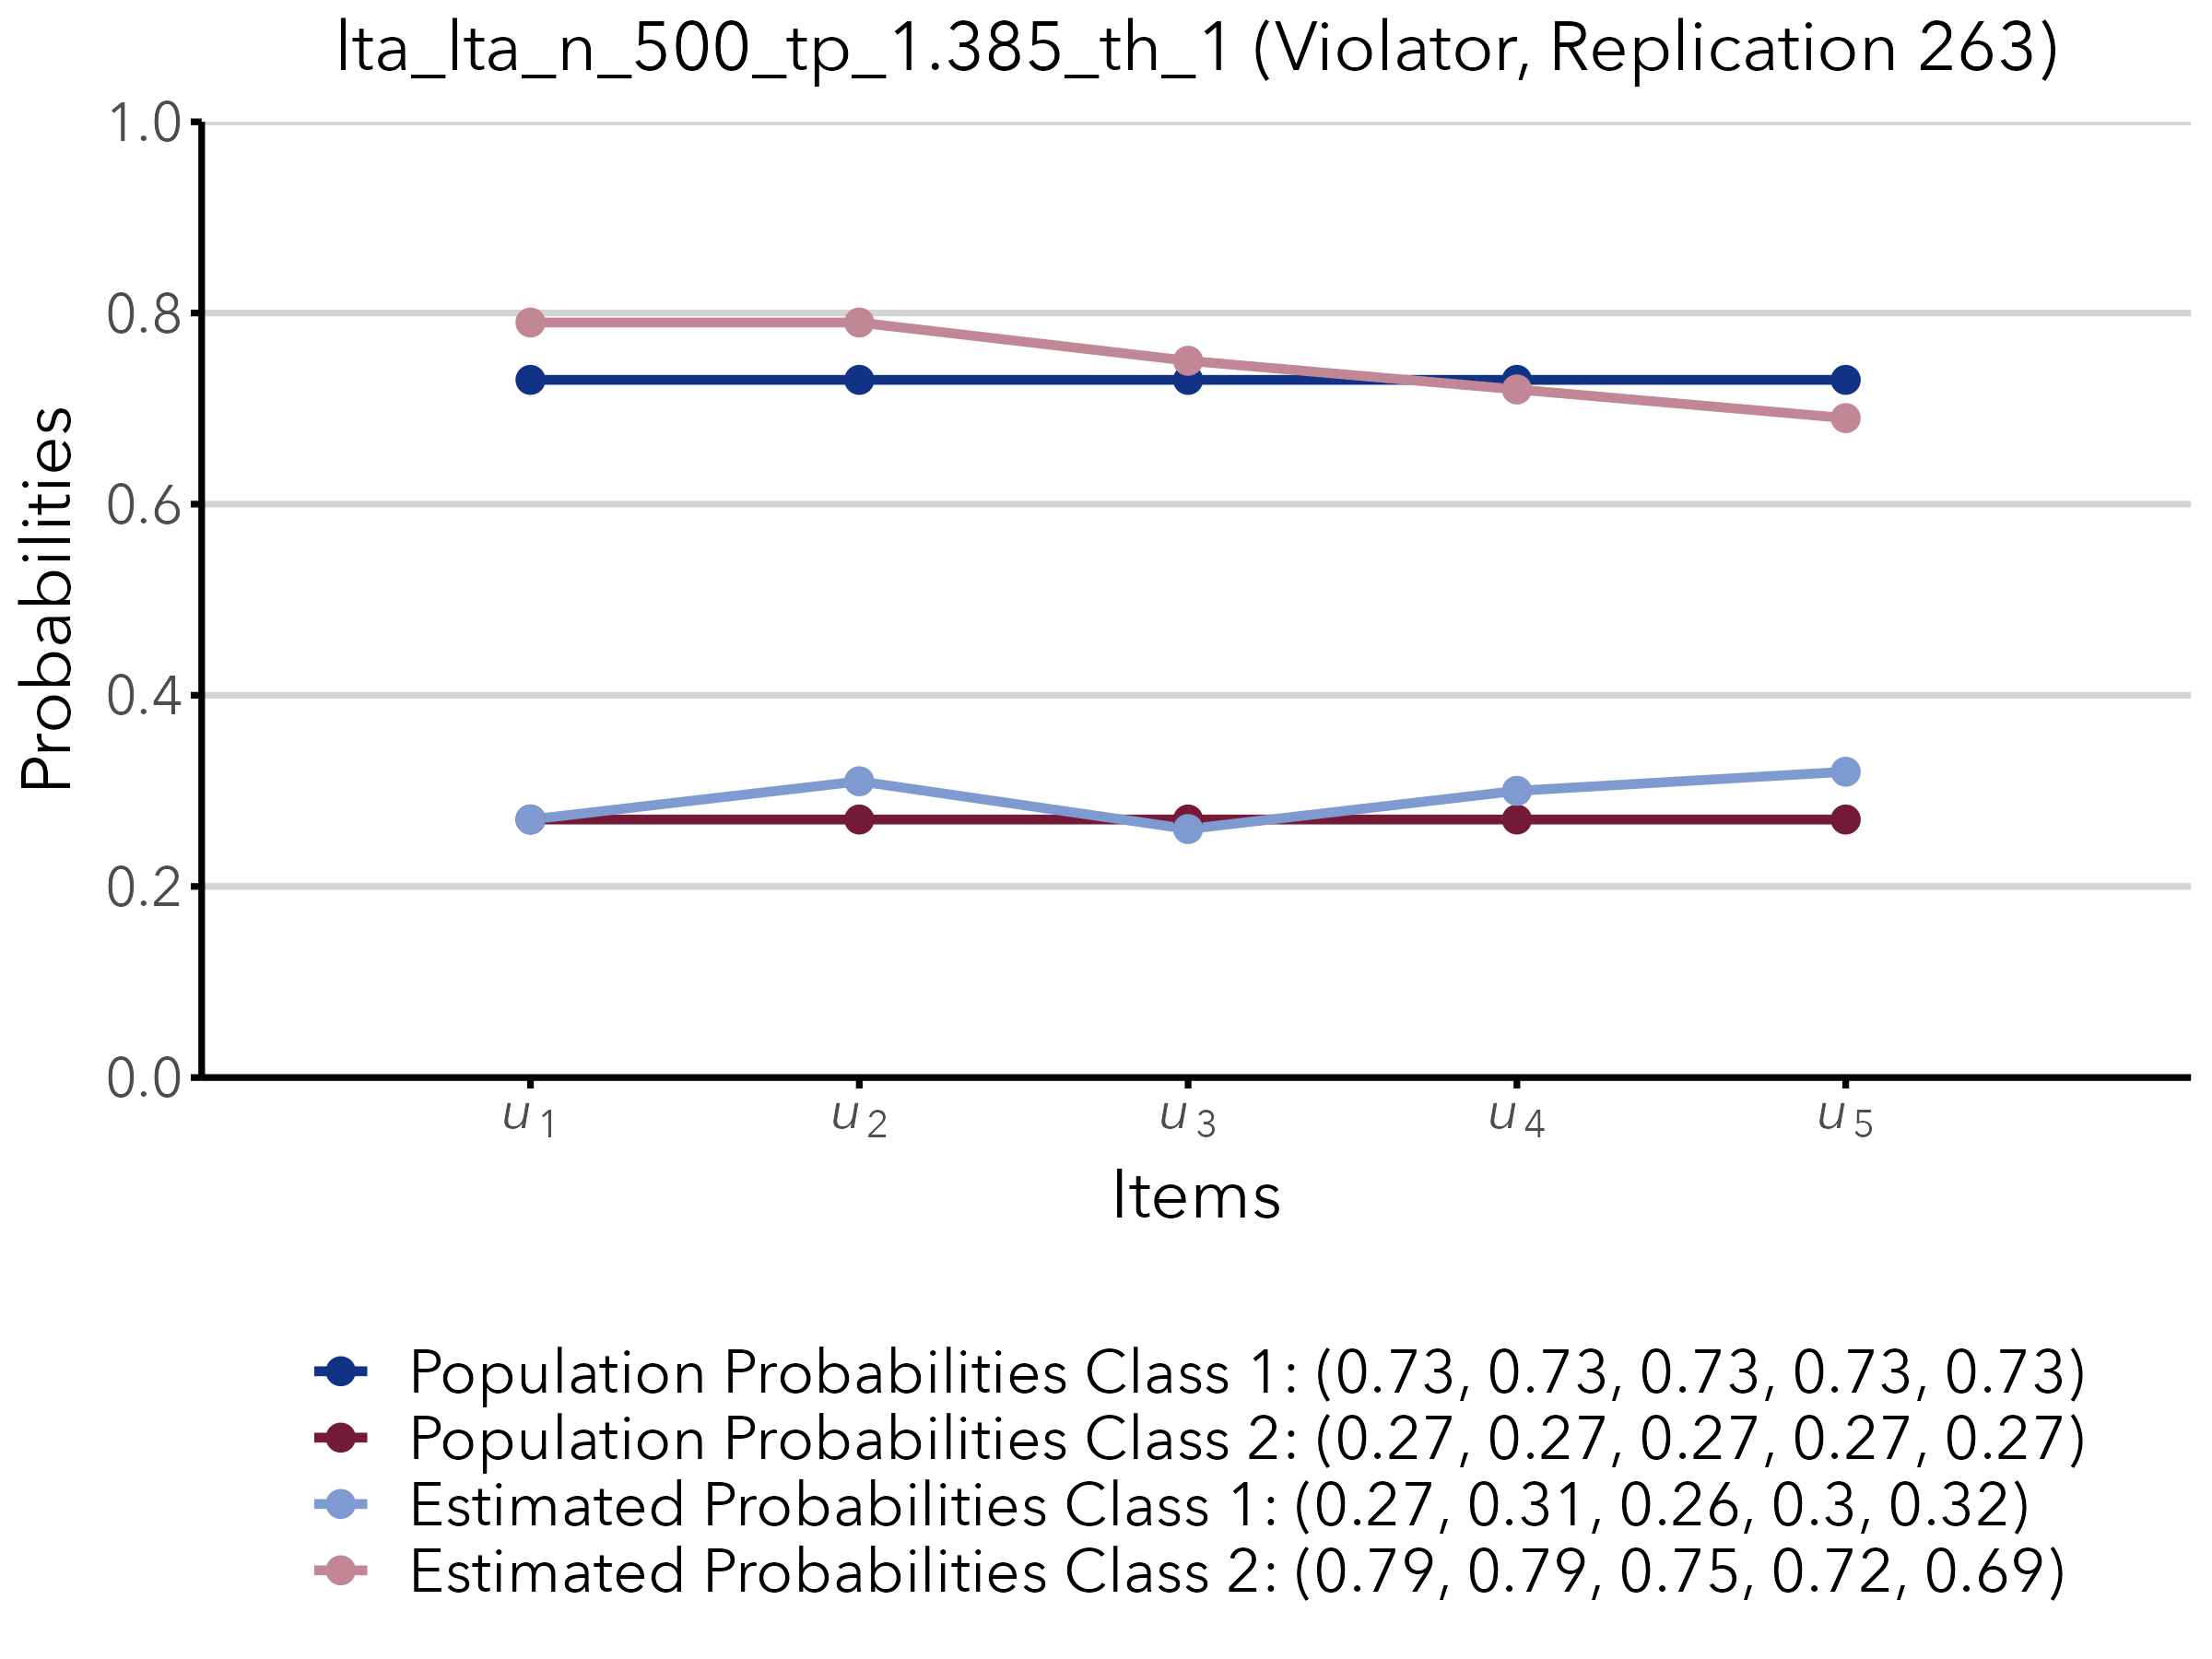 lta_lta_n_500_tp_1.385_th_1 (Violator, Replication 263)
1.0
0.8
0.6
0.4
0.2
0.0
Probabilities
u1 u2 u3 u4 u5
Items
Population Probabilities Class 1: (0.73, 0.73, 0.73, 0.73, 0.73)
Population Probabilities Class 2: (0.27, 0.27, 0.27, 0.27, 0.27)
Estimated Probabilities Class 1: (0.27, 0.31, 0.26, 0.3, 0.32)
Estimated Probabilities Class 2: (0.79, 0.79, 0.75, 0.72, 0.69)